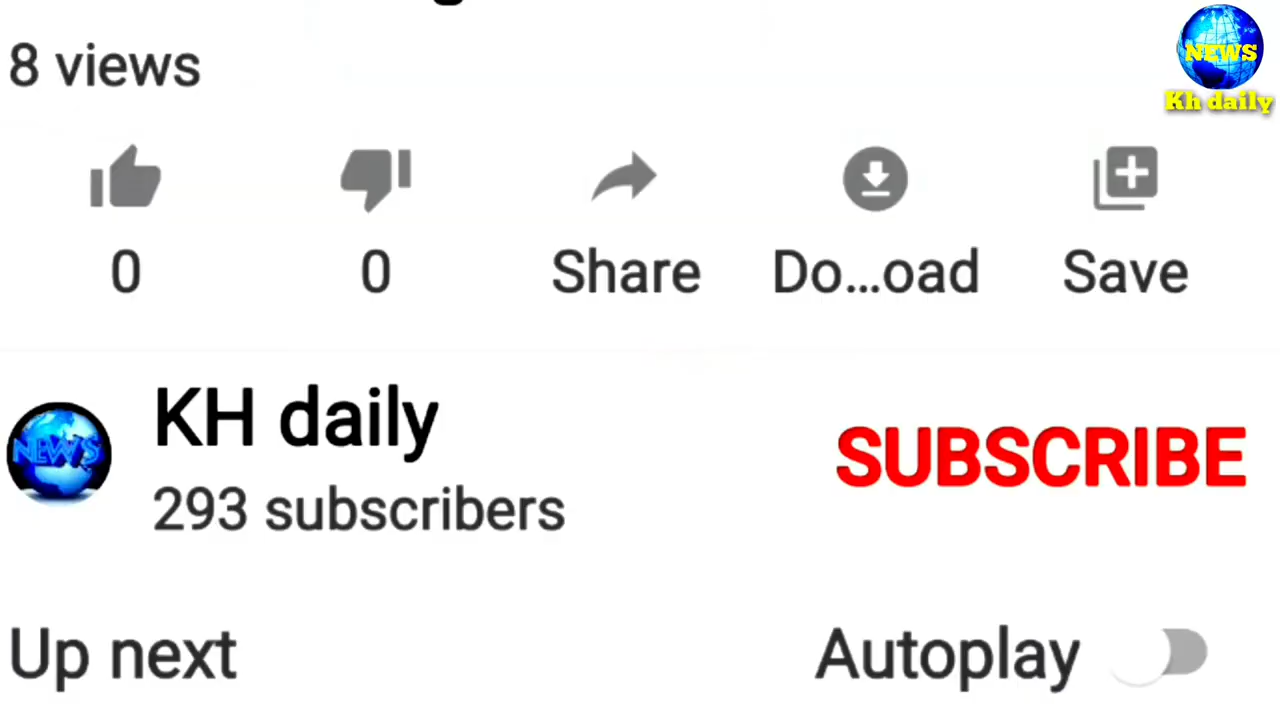 8 views
NEWS
Kh daily
0
0
Share
Do...oad
Save
KH daily
SUBSCRIBE
NEWS
293 subscribers
Up next
Autoplay